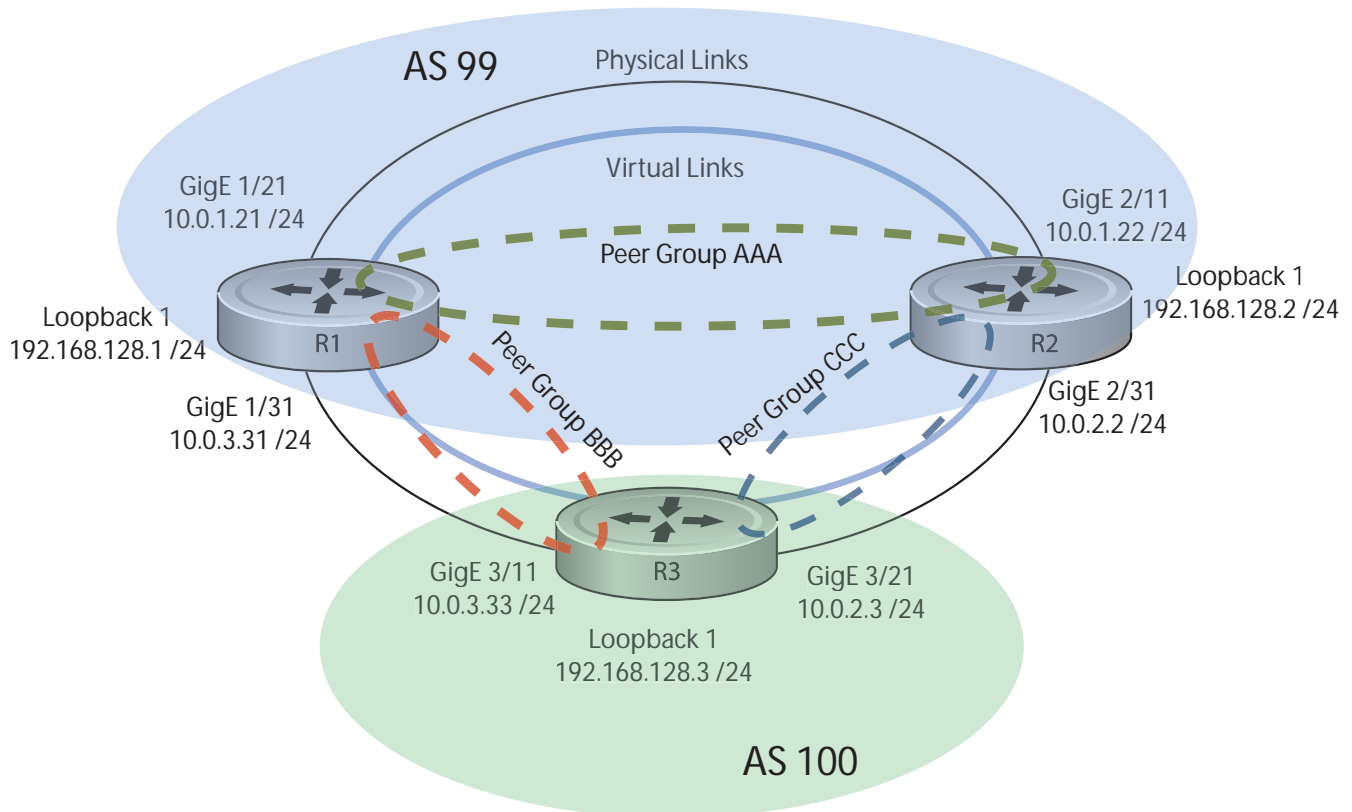 AS 99
Physical Links
Virtual Links
GigE 1/21
10.0.1.21 /24
GigE 2/11
10.0.1.22 /24
Peer Group AAA
Loopback 1
192.168.128.1 /24
R1
R2
Loopback 1
192.168.128.2 /24
GigE 1/31
10.0.3.31 /24
Peer Group BBB
Peer Group CCC
GigE 2/31
10.0.2.2 /24
GigE 3/11
10.0.3.33 /24
R3
GigE 3/21
10.0.2.3 /24
Loopback 1
192.168.128.3 /24
AS 100